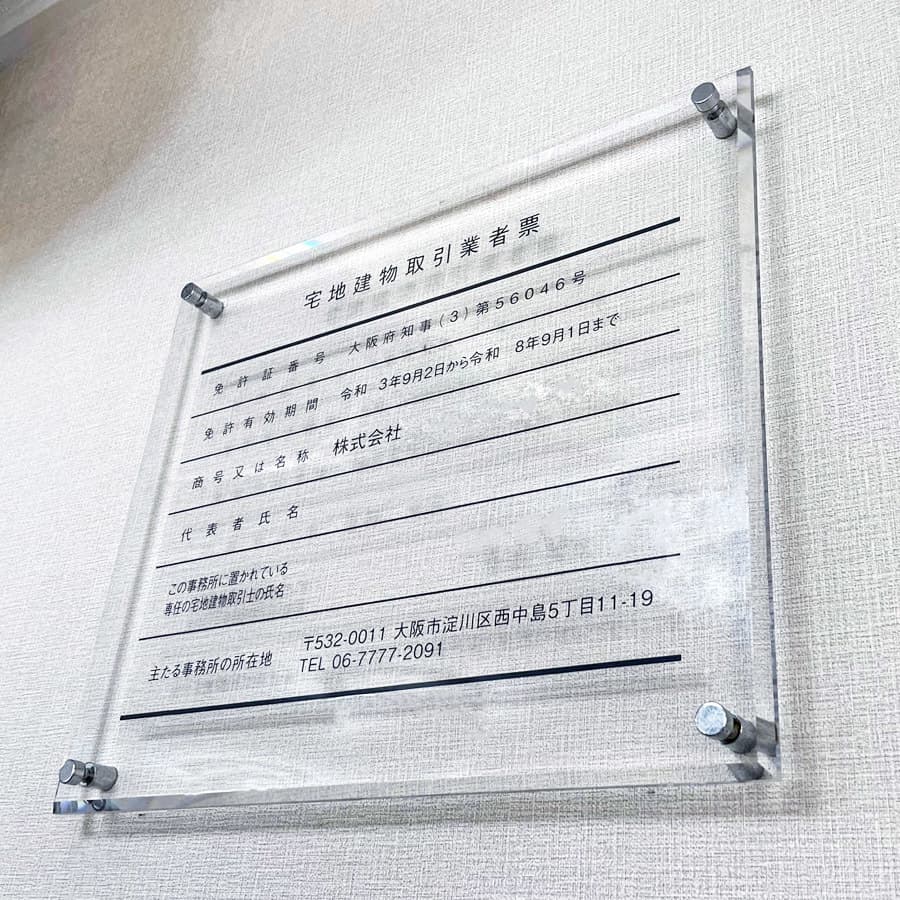 宅地建物取引業者票
免許証番号 大阪府知事(3)第56046号
免許有効期間 令和 3年9月2日から令和 8年9月1日まで
商号又は名称 株式会社
代表者氏名
この事務所に置かれている
専任の宅地建物取引士の氏名
主たる事務所の所在地 〒532-0011 大阪市淀川区西中島5丁目11-19
TEL 06-7777-2091